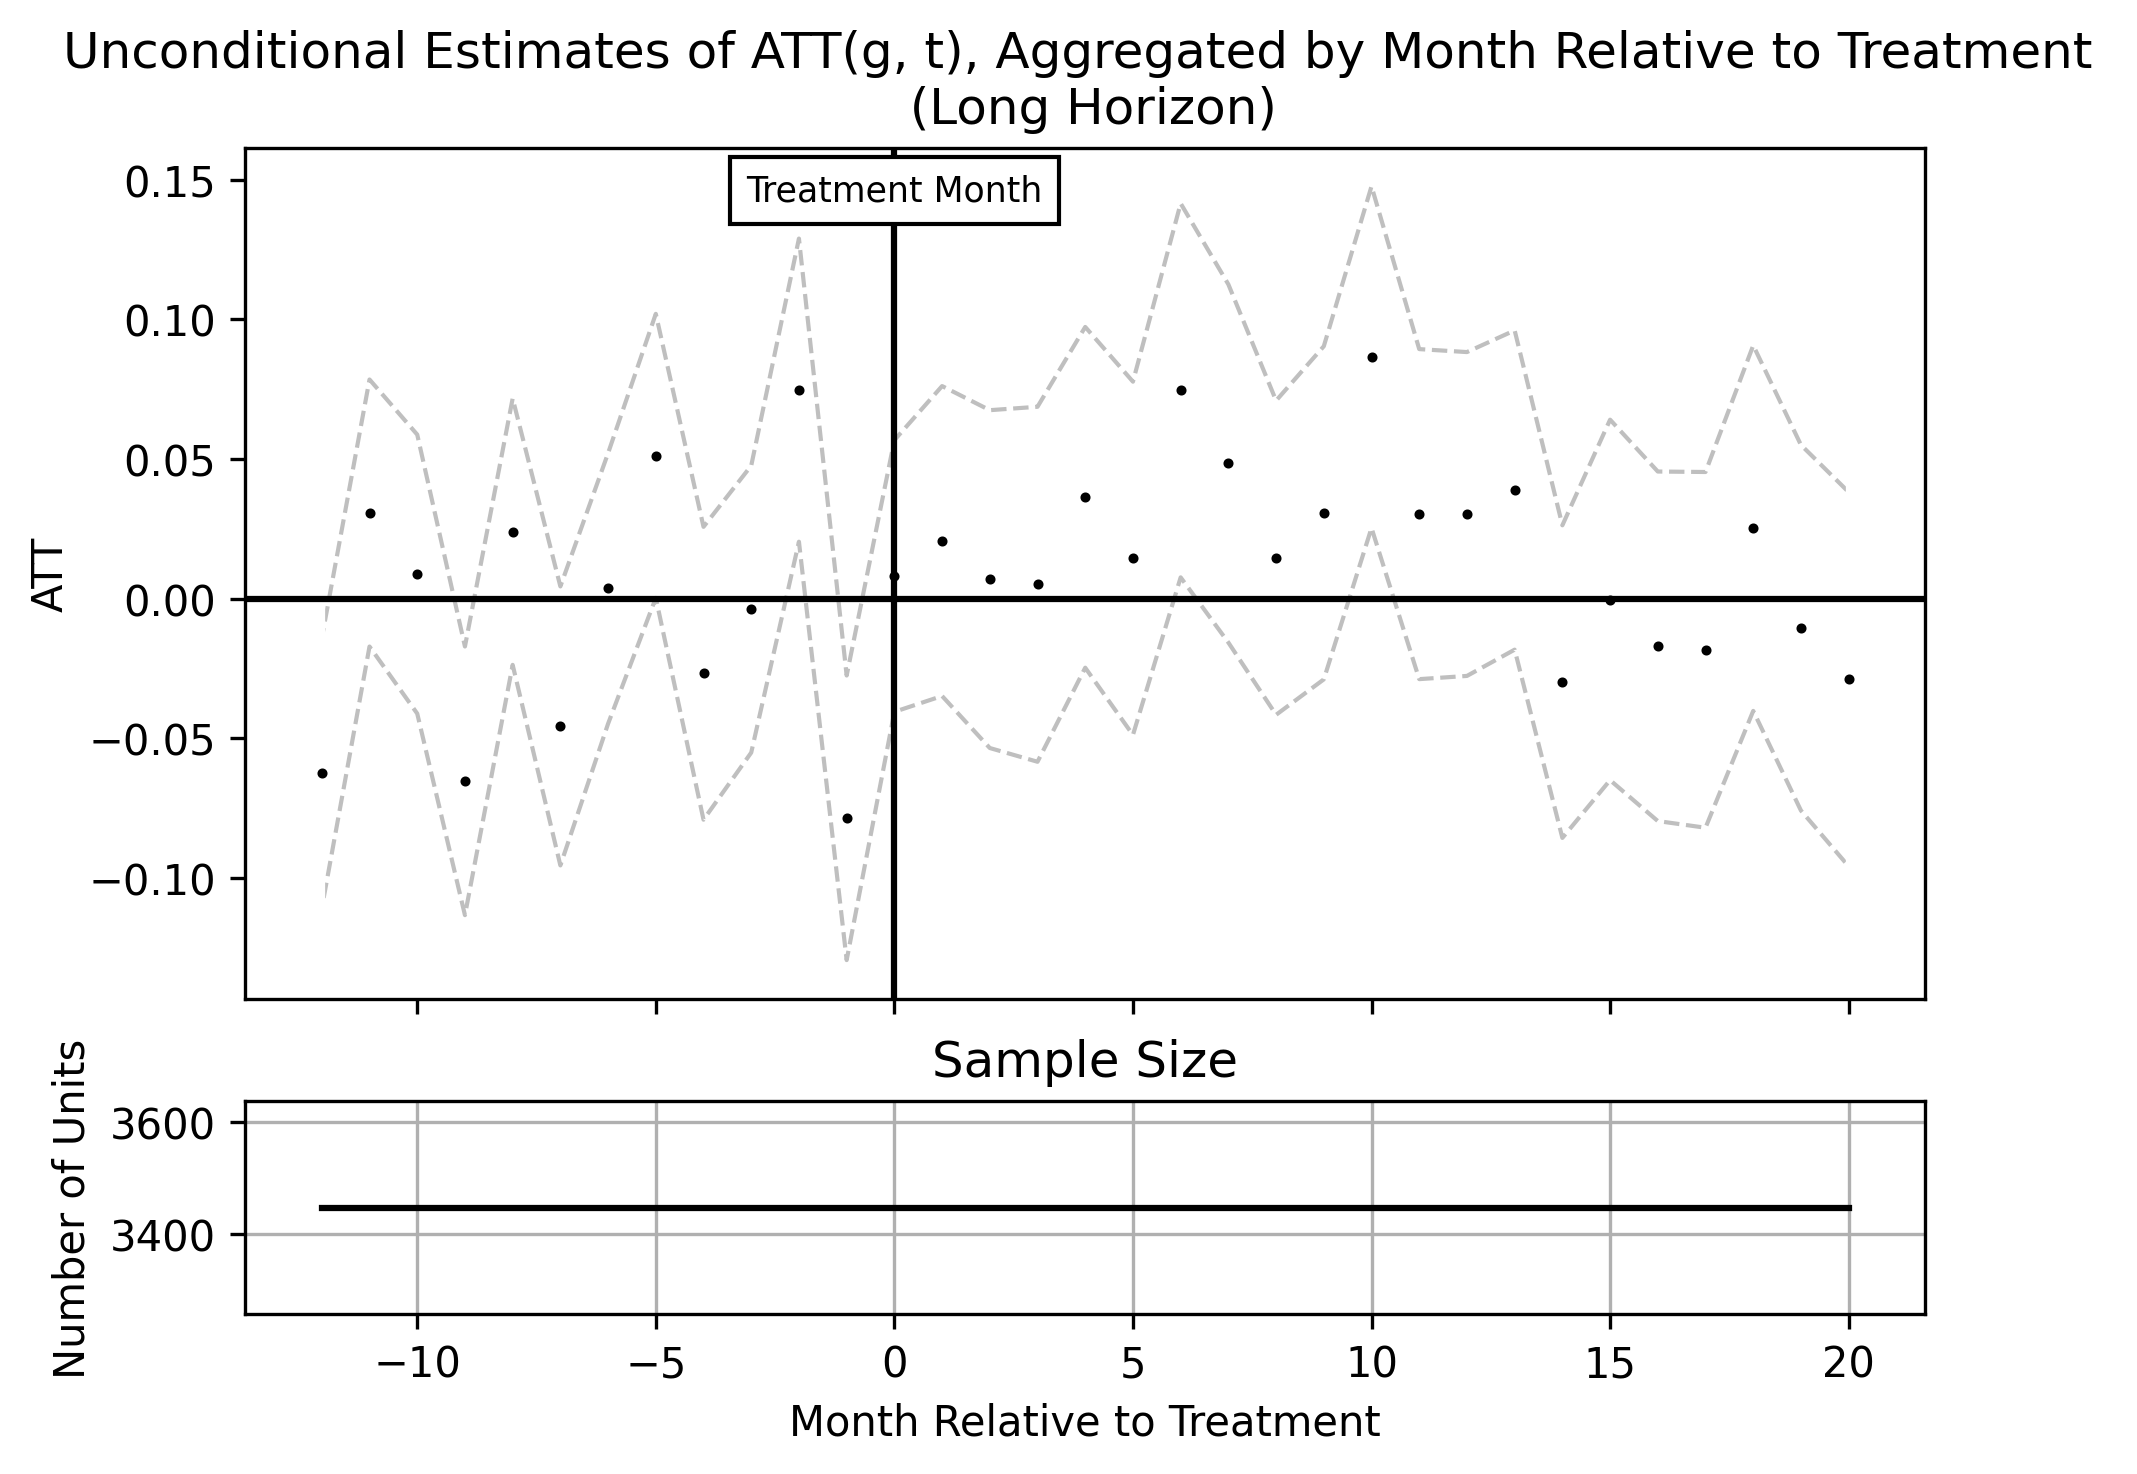 Unconditional Estimates of ATT(g, t), Aggregated by Month Relative to Treatment
(Long Horizon)
Treatment Month
ATT
0.15
0.10
0.05
0.00
−0.05
−0.10
Sample Size
Number of Units
3600
3400
−10 −5 0 5 10 15 20
Month Relative to Treatment